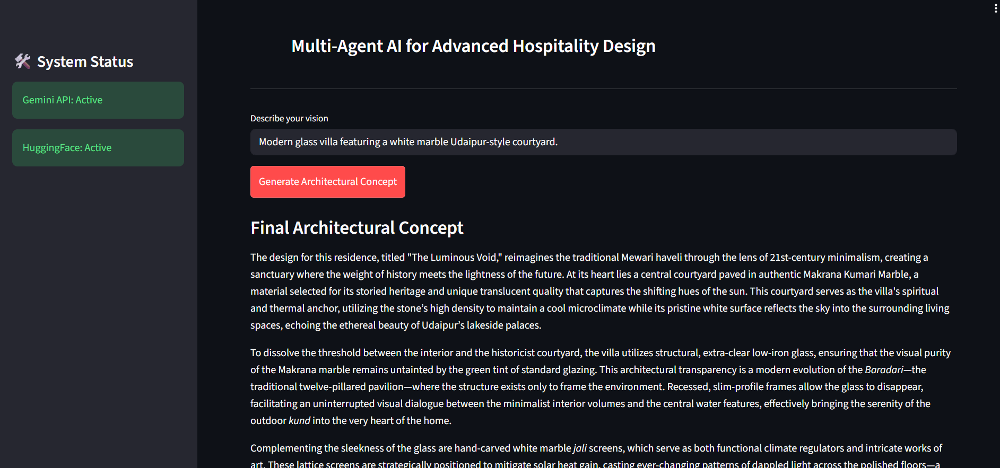 System Status
Gemini API: Active
HuggingFace: Active
Multi-Agent AI for Advanced Hospitality Design
Describe your vision
Modern glass villa featuring a white marble Udaipur-style courtyard.
Generate Architectural Concept
Final Architectural Concept
The design for this residence, titled "The Luminous Void," reimagines the traditional Mewari haveli through the lens of 21st-century minimalism, creating a
sanctuary where the weight of history meets the lightness of the future. At its heart lies a central courtyard paved in authentic Makrana Kumari Marble, a
material selected for its storied heritage and unique translucent quality that captures the shifting hues of the sun. This courtyard serves as the villa's spiritual
and thermal anchor, utilizing the stone’s high density to maintain a cool microclimate while its pristine white surface reflects the sky into the surrounding living
spaces, echoing the ethereal beauty of Udaipur’s lakeside palaces.
To dissolve the threshold between the interior and the historicist courtyard, the villa utilizes structural, extra-clear low-iron glass, ensuring that the visual purity
of the Makrana marble remains untainted by the green tint of standard glazing. This architectural transparency is a modern evolution of the Baradari—the
traditional twelve-pillared pavilion—where the structure exists only to frame the environment. Recessed, slim-profile frames allow the glass to disappear,
facilitating an uninterrupted visual dialogue between the minimalist interior volumes and the central water features, effectively bringing the serenity of the
outdoor kund into the very heart of the home.
Complementing the sleekness of the glass are hand-carved white marble jali screens, which serve as both functional climate regulators and intricate works of
art. These lattice screens are strategically positioned to mitigate solar heat gain, casting ever-changing patterns of dappled light across the polished floors—a